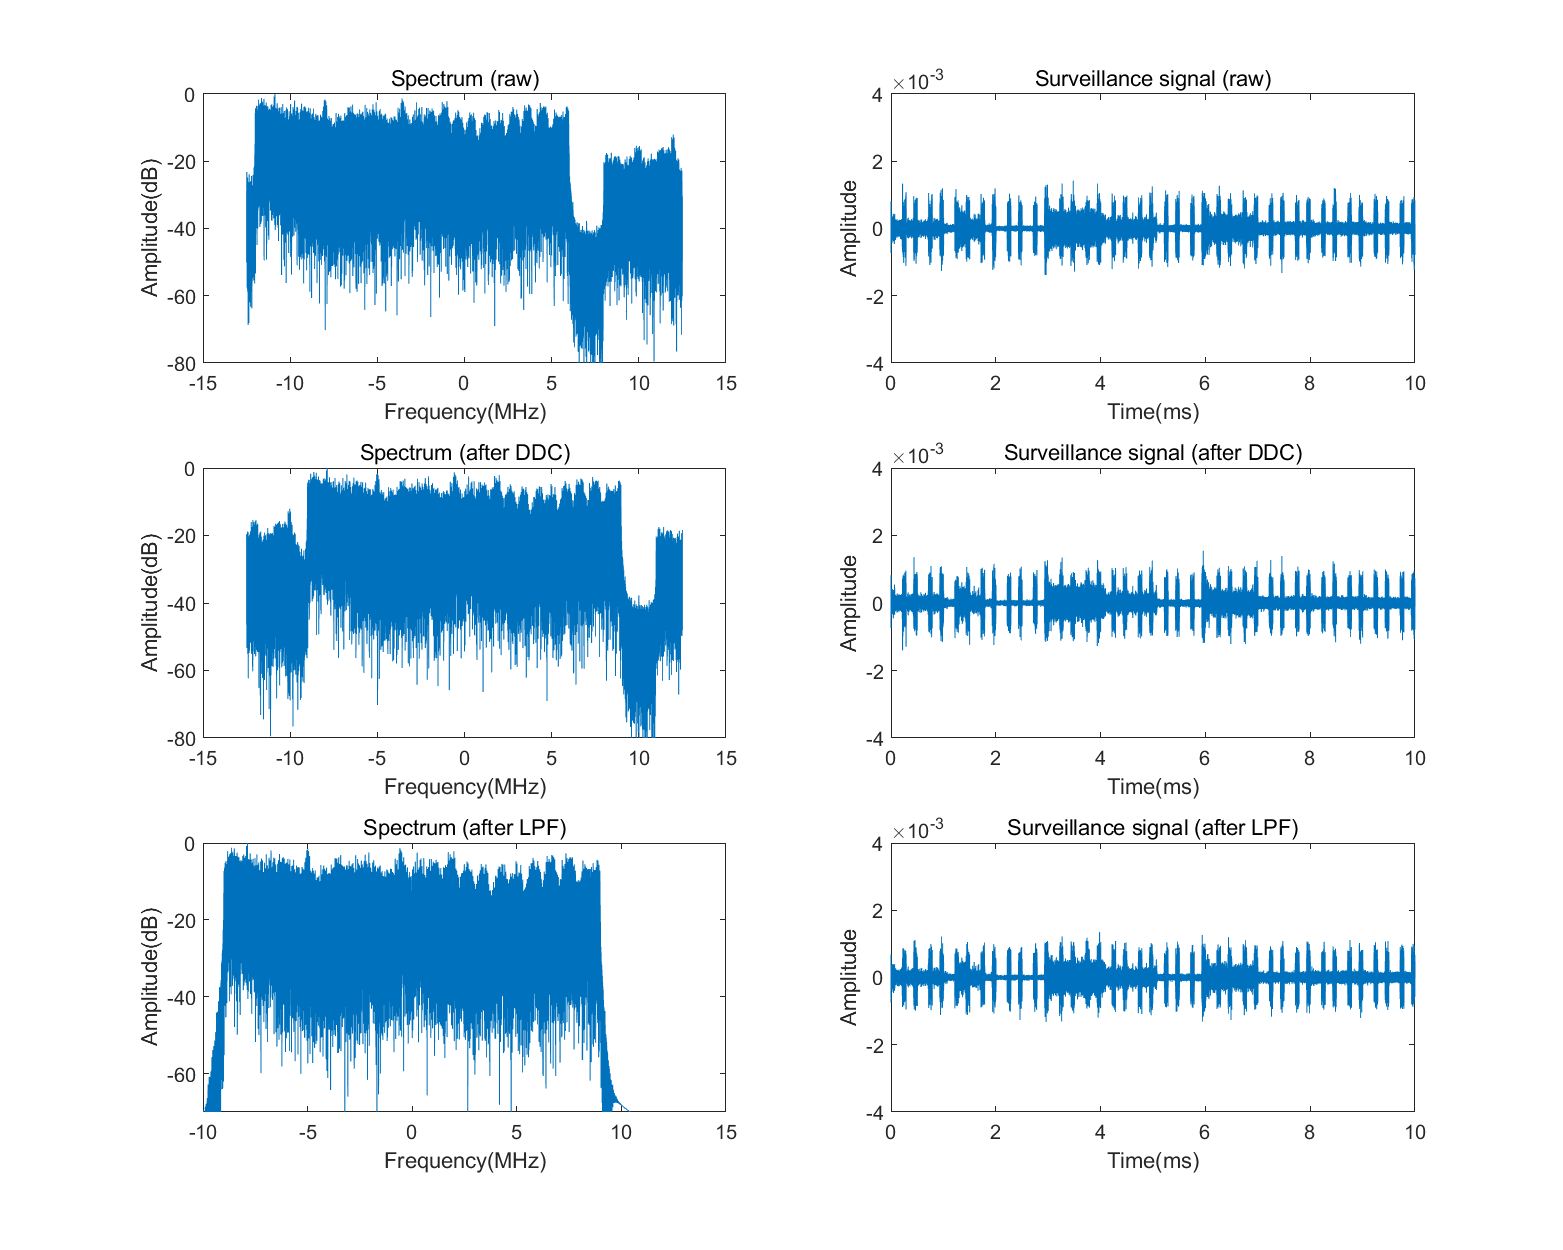 Spectrum (raw)
0
-20
-40
-60
-80
Amplitude(dB)
-15 -10 -5 0 5 10 15
Frequency(MHz)
Surveillance signal (raw)
×10-3
4
2
0
-2
-4
Amplitude
0 2 4 6 8 10
Time(ms)
Spectrum (after DDC)
0
-20
-40
-60
-80
Amplitude(dB)
-15 -10 -5 0 5 10 15
Frequency(MHz)
Surveillance signal (after DDC)
×10-3
4
2
0
-2
-4
Amplitude
0 2 4 6 8 10
Time(ms)
Spectrum (after LPF)
0
-20
-40
-60
Amplitude(dB)
-10 -5 0 5 10 15
Frequency(MHz)
Surveillance signal (after LPF)
×10-3
4
2
0
-2
-4
Amplitude
0 2 4 6 8 10
Time(ms)